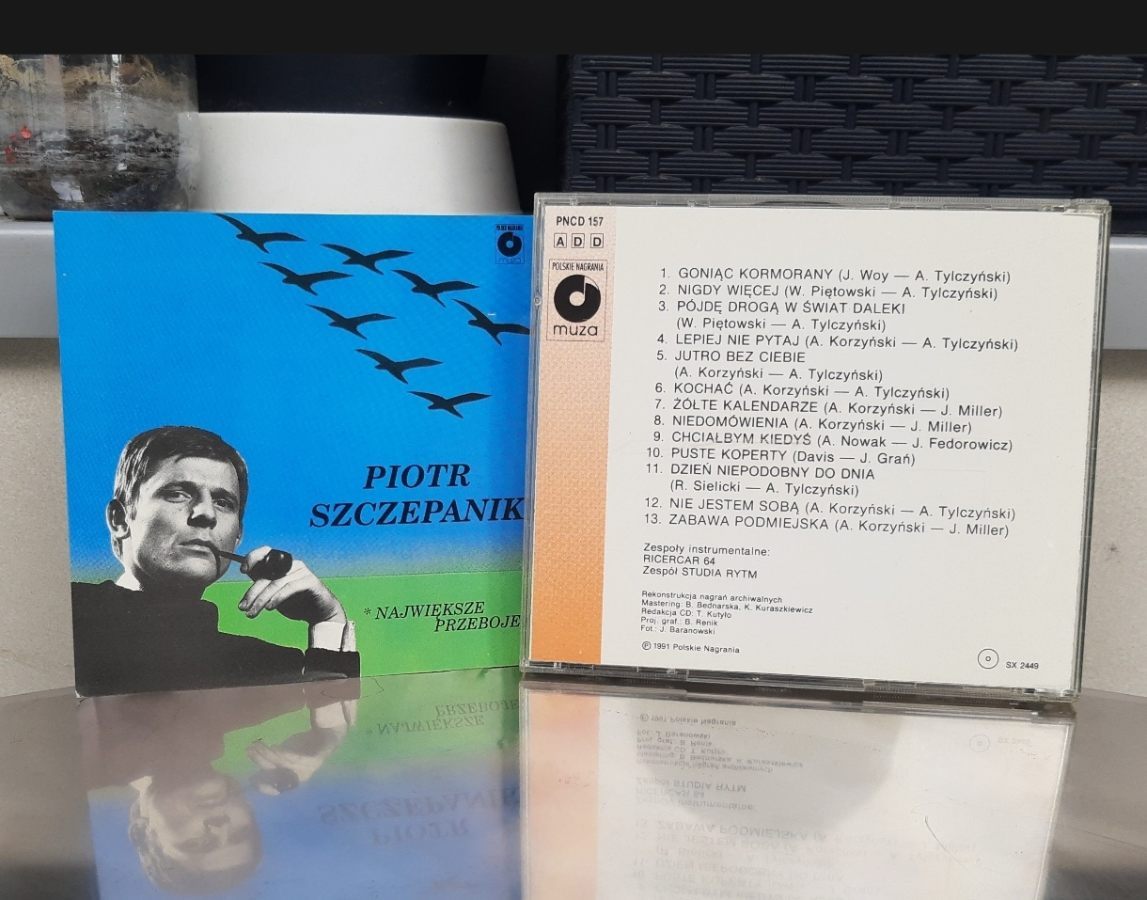 POLSKIE NAGRANIA
muza
PIOTR
SZCZEPANIK
* NAJWIĘKSZE
PRZEBOJE
PNCD 157
A D D
POLSKIE NAGRANIA
muza
1. GONIĄC KORMORANY (J. Woy — A. Tylczyński)
2. NIGDY WIĘCEJ (W. Piętowski — A. Tylczyński)
3. PÓJDĘ DROGĄ W ŚWIAT DALEKI
(W. Piętowski — A. Tylczyński)
4. LEPIEJ NIE PYTAJ (A. Korzyński — A. Tylczyński)
5. JUTRO BEZ CIEBIE
(A. Korzyński — A. Tylczyński)
6. KOCHAĆ (A. Korzyński — A. Tylczyński)
7. ŻÓŁTE KALENDARZE (A. Korzyński — J. Miller)
8. NIEDOMÓWIENIA (A. Korzyński — J. Miller)
9. CHCIAŁBYM KIEDYŚ (A. Nowak — J. Fedorowicz)
10. PUSTE KOPERTY (Davis — J. Grań)
11. DZIEŃ NIEPODOBNY DO DNIA
(R. Sielicki — A. Tylczyński)
12. NIE JESTEM SOBĄ (A. Korzyński — A. Tylczyński)
13. ZABAWA PODMIEJSKA (A. Korzyński — J. Miller)
Zespoły instrumentalne:
RICERCAR 64
Zespół STUDIA RYTM
Rekonstrukcja nagrań archiwalnych
Mastering: B. Bednarska, K. Kuraszkiewicz
Redakcja CD: T. Kutyło
Proj. graf.: B. Renik
Fot.: J. Baranowski
Ⓟ 1991 Polskie Nagrania
SX 2449